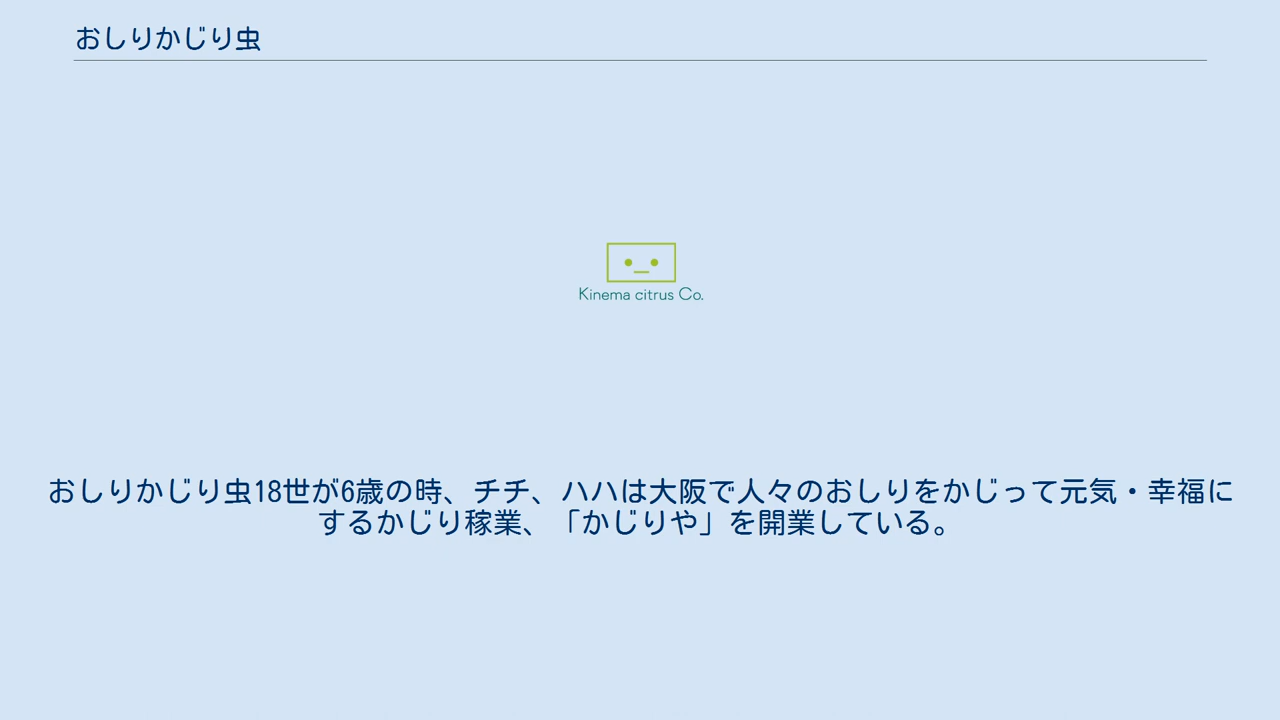 おしりかじり虫
Kinema citrus Co.
おしりかじり虫18世が6歳の時、チチ、ハハは大阪で人々のおしりをかじって元気・幸福に
するかじり稼業、「かじりや」を開業している。